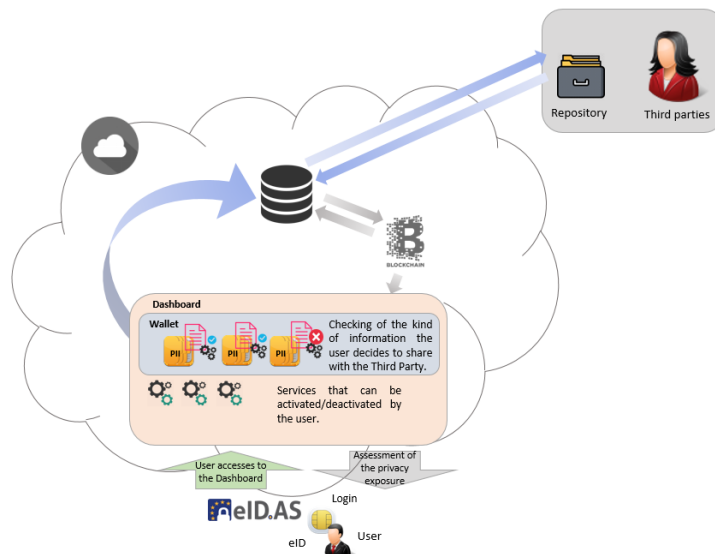 Repository
Third parties
BLOCKCHAIN
Dashboard
Wallet
PII
PII
PII
Checking of the kind
of information the
user decides to share
with the Third Party.
Services that can be
activated/deactivated by
the user.
User accesses to
the Dashboard
Assessment of
the privacy
exposure
eID.AS
Login
eID
User